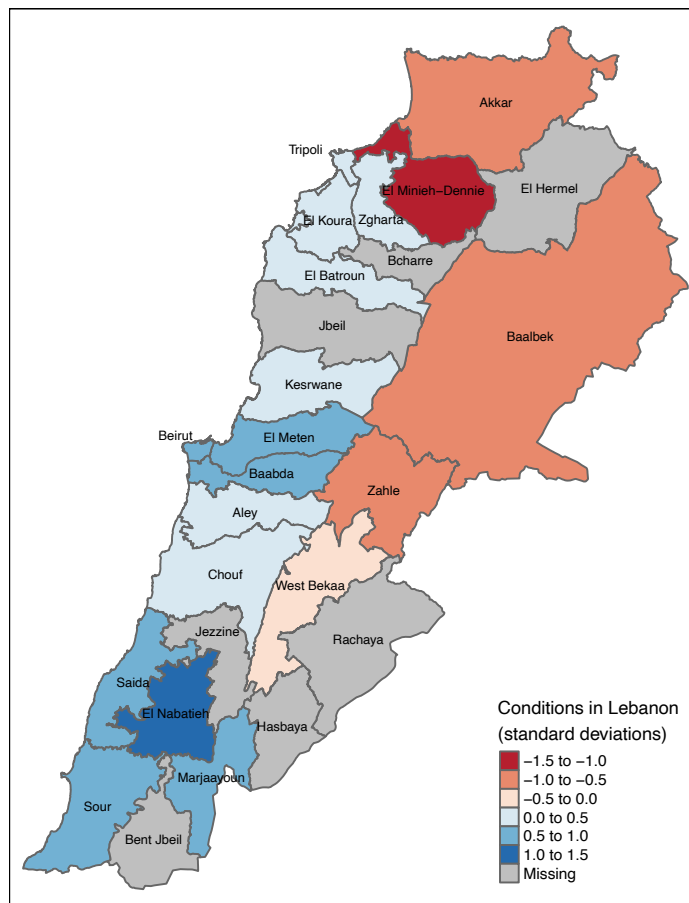 Akkar
Tripoli
El Minieh−Dennie
El Hermel
El Koura
Zgharta
Bcharre
El Batroun
Jbeil
Baalbek
Kesrwane
Beirut
El Meten
Baabda
Zahle
Aley
Chouf
West Bekaa
Jezzine
Rachaya
Saida
El Nabatieh
Hasbaya
Marjaayoun
Sour
Bent Jbeil
Conditions in Lebanon
(standard deviations)
−1.5 to −1.0
−1.0 to −0.5
−0.5 to 0.0
0.0 to 0.5
0.5 to 1.0
1.0 to 1.5
Missing